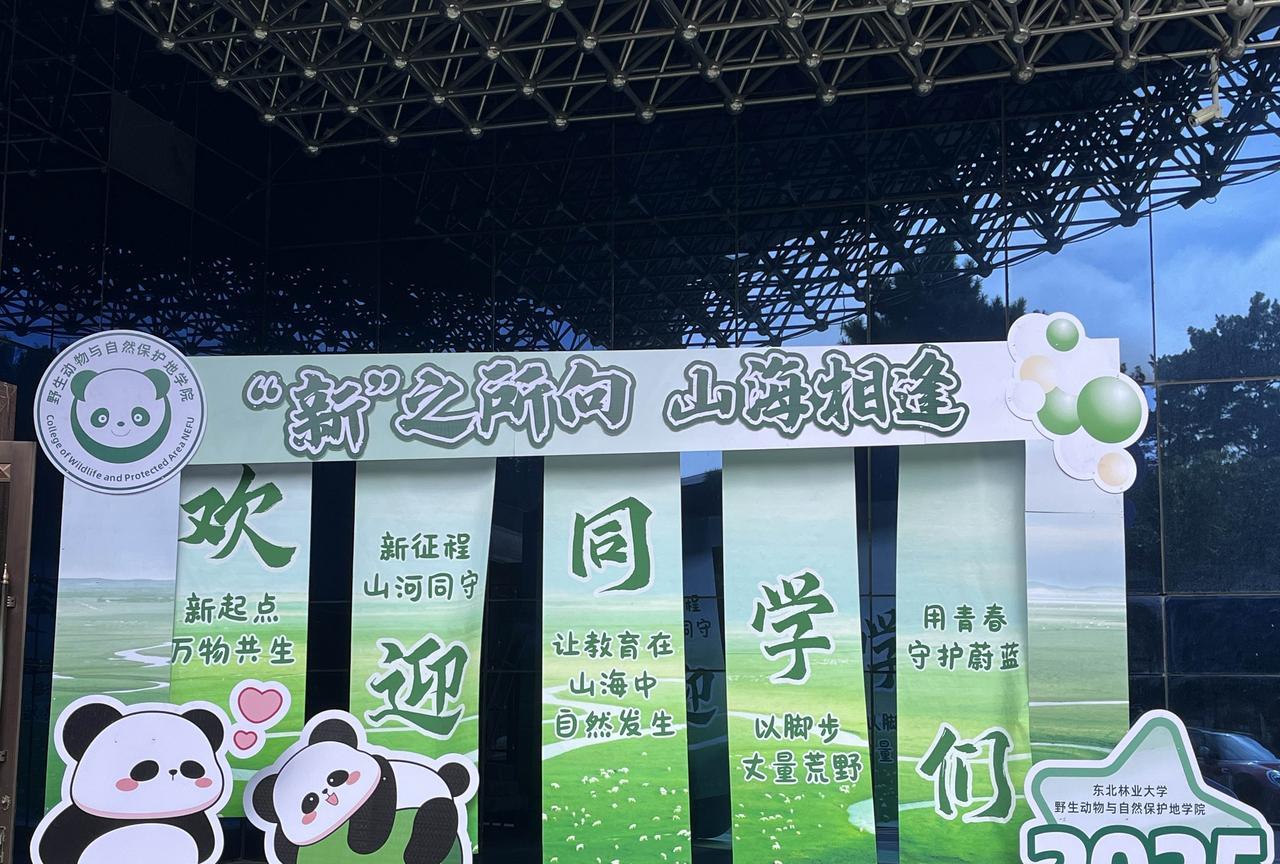 野生动物与自然保护地学院
College of Wildlife and Protected Area NEFU
“新”之所向 山海相逢
欢
新起点
万物共生
新征程
山河同守
迎
同
让教育在
山海中
自然发生
学
以脚步
丈量荒野
用青春
守护蔚蓝
们
东北林业大学
野生动物与自然保护地学院
2025